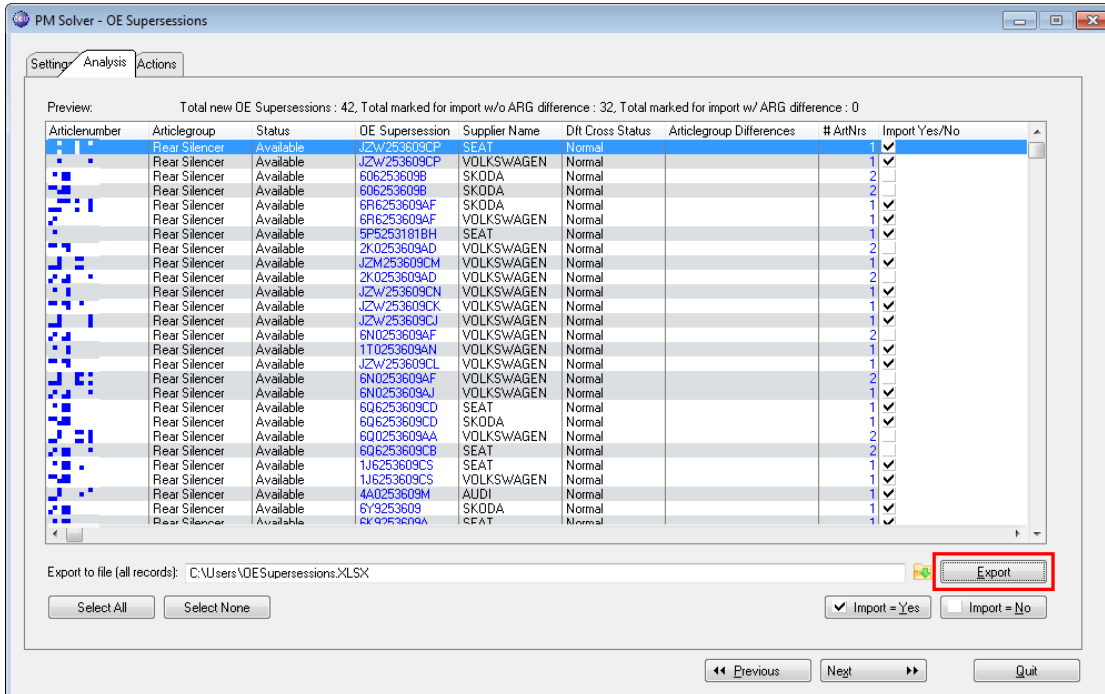 PM Solver - OE Supersessions
Settings Analysis Actions
Preview: Total new OE Supersessions : 42, Total marked for import w/o ARG difference : 32, Total marked for import w/ ARG difference : 0
Articlenumber Articlegroup Status OE Supersession Supplier Name Dft Cross Status Articlegroup Differences # ArtNrs Import Yes/No
Rear Silencer Available JZW253609CP SEAT Normal 1
Rear Silencer Available JZW253609CP VOLKSWAGEN Normal 1
Rear Silencer Available 606253609B SKODA Normal 2
Rear Silencer Available 606253609B SKODA Normal 2
Rear Silencer Available 6R6253609AF SKODA Normal 1
Rear Silencer Available 6R6253609AF VOLKSWAGEN Normal 1
Rear Silencer Available 5P5253181BH SEAT Normal 1
Rear Silencer Available 2K0253609AD VOLKSWAGEN Normal 2
Rear Silencer Available JZM253609CM VOLKSWAGEN Normal 1
Rear Silencer Available 2K0253609AD VOLKSWAGEN Normal 2
Rear Silencer Available JZW253609CN VOLKSWAGEN Normal 1
Rear Silencer Available JZW253609CK VOLKSWAGEN Normal 1
Rear Silencer Available JZW253609CJ VOLKSWAGEN Normal 1
Rear Silencer Available 6N0253609AF VOLKSWAGEN Normal 2
Rear Silencer Available 1T0253609AN VOLKSWAGEN Normal 1
Rear Silencer Available JZW253609CL VOLKSWAGEN Normal 1
Rear Silencer Available 6N0253609AF VOLKSWAGEN Normal 2
Rear Silencer Available 6N0253609AJ VOLKSWAGEN Normal 1
Rear Silencer Available 6Q6253609CD SEAT Normal 1
Rear Silencer Available 6Q6253609CD SKODA Normal 1
Rear Silencer Available 6Q0253609AA VOLKSWAGEN Normal 2
Rear Silencer Available 6Q6253609CB SEAT Normal 2
Rear Silencer Available 1J6253609CS SEAT Normal 1
Rear Silencer Available 1J6253609CS VOLKSWAGEN Normal 1
Rear Silencer Available 4A0253609M AUDI Normal 1
Rear Silencer Available 6Y9253609 SKODA Normal 1
Rear Silencer Available 6K9253609A SEAT Normal 1
Export to file (all records): C:\Users\OESupersessions.XLSX Export
Select All Select None Import = Yes Import = No
Previous Next Quit